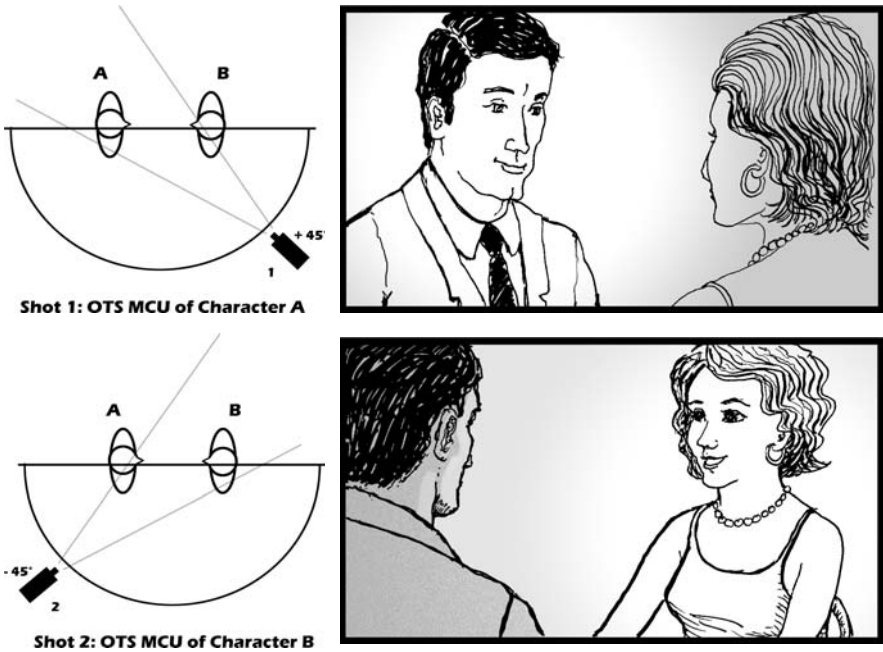 A B
+ 45°
1
Shot 1: OTS MCU of Character A
A B
- 45°
2
Shot 2: OTS MCU of Character B